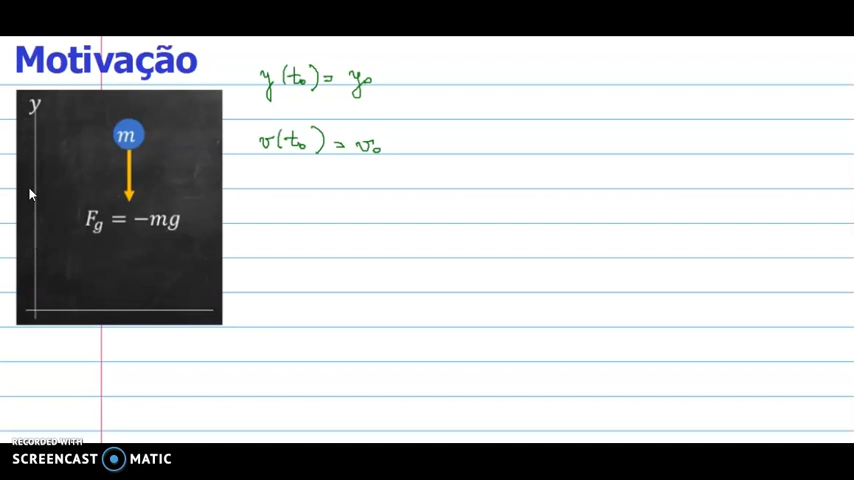 Motivação
y(t₀) = y₀
y
m
v(t₀) = v₀
F_g = −mg
RECORDED WITH
SCREENCAST MATIC